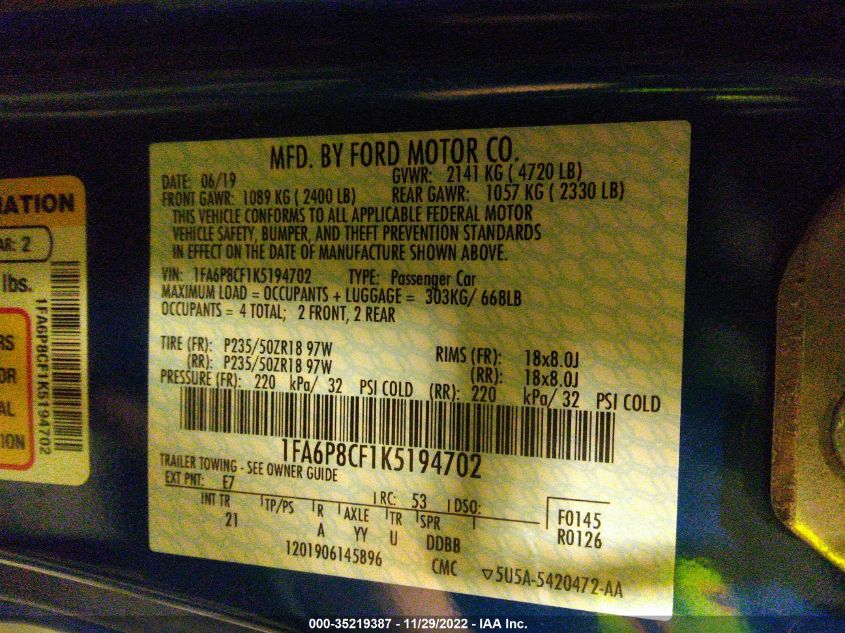 MFD. BY FORD MOTOR CO.
DATE: 06/19 GVWR: 2141 KG ( 4720 LB)
FRONT GAWR: 1089 KG ( 2400 LB) REAR GAWR: 1057 KG ( 2330 LB)
THIS VEHICLE CONFORMS TO ALL APPLICABLE FEDERAL MOTOR
VEHICLE SAFETY, BUMPER, AND THEFT PREVENTION STANDARDS
IN EFFECT ON THE DATE OF MANUFACTURE SHOWN ABOVE.
VIN: 1FA6P8CF1K5194702 TYPE: Passenger Car
MAXIMUM LOAD = OCCUPANTS + LUGGAGE = 303KG/ 668LB
OCCUPANTS = 4 TOTAL; 2 FRONT, 2 REAR
TIRE (FR): P235/50ZR18 97W RIMS (FR): 18x8.0J
(RR): P235/50ZR18 97W (RR): 18x8.0J
PRESSURE (FR): 220 kPa/ 32 PSI COLD (RR): 220 kPa/ 32 PSI COLD
1FA6P8CF1K5194702
TRAILER TOWING - SEE OWNER GUIDE
EXT PNT: E7 RC: 53 DSO:
INT TR TP/PS R AXLE TR SPR
21 A YY U DDBB
F0145
R0126
1201906145896 CMC ▽5U5A-5420472-AA
ATION
AR: 2
lbs.
RS
OR
AL
ION
1FA6P8CF1K5194702
000-35219387 - 11/29/2022 - IAA Inc.